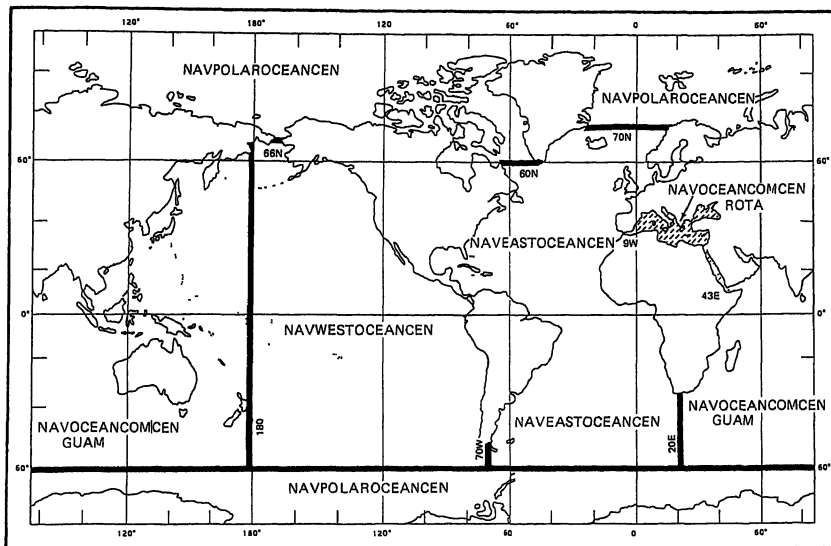 120° 180° 120° 60° 0 60°
NAVPOLAROCEANCEN
NAVPOLAROCEANCEN
70N
66N
60° 60N 60°
NAVOCEANCOMCEN
ROTA
NAVEASTOCEANCEN
9W
43E
0° 0°
NAVWESTOCEANCEN
NAVOCEANCOMCEN
GUAM
180
70W
NAVEASTOCEANCEN
20E
NAVOCEANCOMCEN
GUAM
60° 60°
NAVPOLAROCEANCEN
120° 180° 120° 60 0 60°